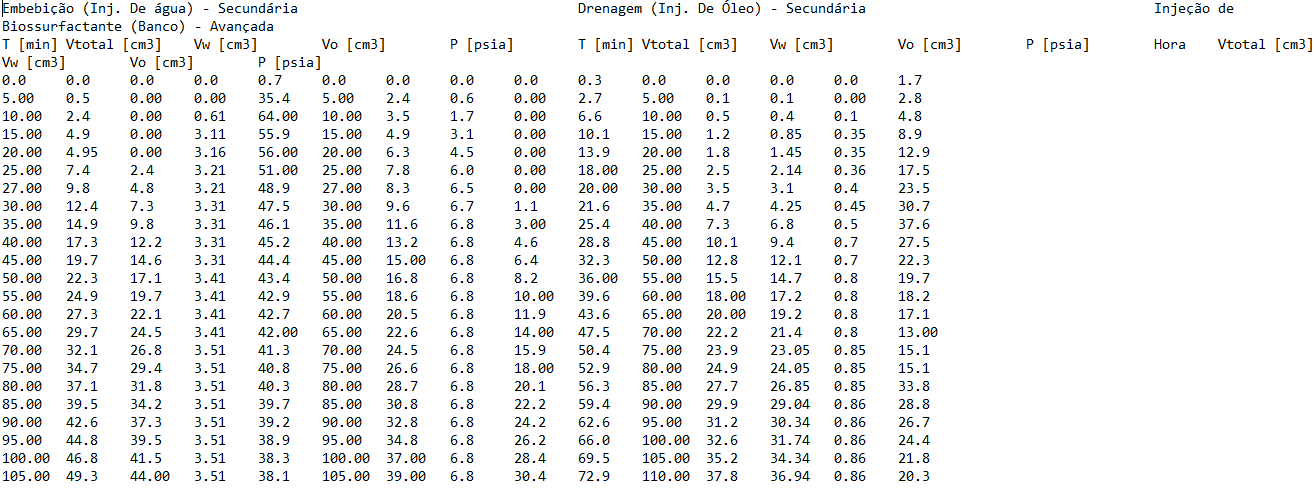 Embebição (Inj. De água) - Secundária Drenagem (Inj. De Óleo) - Secundária Injeção de
Biossurfactante (Banco) - Avançada
T [min] Vtotal [cm3] Vw [cm3] Vo [cm3] P [psia] T [min] Vtotal [cm3] Vw [cm3] Vo [cm3] P [psia] Hora Vtotal [cm3]
Vw [cm3] Vo [cm3] P [psia]
0.0 0.0 0.0 0.0 0.7 0.0 0.0 0.0 0.0 0.3 0.0 0.0 0.0 0.0 1.7
5.00 0.5 0.00 0.00 35.4 5.00 2.4 0.6 0.00 2.7 5.00 0.1 0.1 0.00 2.8
10.00 2.4 0.00 0.61 64.00 10.00 3.5 1.7 0.00 6.6 10.00 0.5 0.4 0.1 4.8
15.00 4.9 0.00 3.11 55.9 15.00 4.9 3.1 0.00 10.1 15.00 1.2 0.85 0.35 8.9
20.00 4.95 0.00 3.16 56.00 20.00 6.3 4.5 0.00 13.9 20.00 1.8 1.45 0.35 12.9
25.00 7.4 2.4 3.21 51.00 25.00 7.8 6.0 0.00 18.00 25.00 2.5 2.14 0.36 17.5
27.00 9.8 4.8 3.21 48.9 27.00 8.3 6.5 0.00 20.00 30.00 3.5 3.1 0.4 23.5
30.00 12.4 7.3 3.31 47.5 30.00 9.6 6.7 1.1 21.6 35.00 4.7 4.25 0.45 30.7
35.00 14.9 9.8 3.31 46.1 35.00 11.6 6.8 3.00 25.4 40.00 7.3 6.8 0.5 37.6
40.00 17.3 12.2 3.31 45.2 40.00 13.2 6.8 4.6 28.8 45.00 10.1 9.4 0.7 27.5
45.00 19.7 14.6 3.31 44.4 45.00 15.00 6.8 6.4 32.3 50.00 12.8 12.1 0.7 22.3
50.00 22.3 17.1 3.41 43.4 50.00 16.8 6.8 8.2 36.00 55.00 15.5 14.7 0.8 19.7
55.00 24.9 19.7 3.41 42.9 55.00 18.6 6.8 10.00 39.6 60.00 18.00 17.2 0.8 18.2
60.00 27.3 22.1 3.41 42.7 60.00 20.5 6.8 11.9 43.6 65.00 20.00 19.2 0.8 17.1
65.00 29.7 24.5 3.41 42.00 65.00 22.6 6.8 14.00 47.5 70.00 22.2 21.4 0.8 13.00
70.00 32.1 26.8 3.51 41.3 70.00 24.5 6.8 15.9 50.4 75.00 23.9 23.05 0.85 15.1
75.00 34.7 29.4 3.51 40.8 75.00 26.6 6.8 18.00 52.9 80.00 24.9 24.05 0.85 15.1
80.00 37.1 31.8 3.51 40.3 80.00 28.7 6.8 20.1 56.3 85.00 27.7 26.85 0.85 33.8
85.00 39.5 34.2 3.51 39.7 85.00 30.8 6.8 22.2 59.4 90.00 29.9 29.04 0.86 28.8
90.00 42.6 37.3 3.51 39.2 90.00 32.8 6.8 24.2 62.6 95.00 31.2 30.34 0.86 26.7
95.00 44.8 39.5 3.51 38.9 95.00 34.8 6.8 26.2 66.0 100.00 32.6 31.74 0.86 24.4
100.00 46.8 41.5 3.51 38.3 100.00 37.00 6.8 28.4 69.5 105.00 35.2 34.34 0.86 21.8
105.00 49.3 44.00 3.51 38.1 105.00 39.00 6.8 30.4 72.9 110.00 37.8 36.94 0.86 20.3